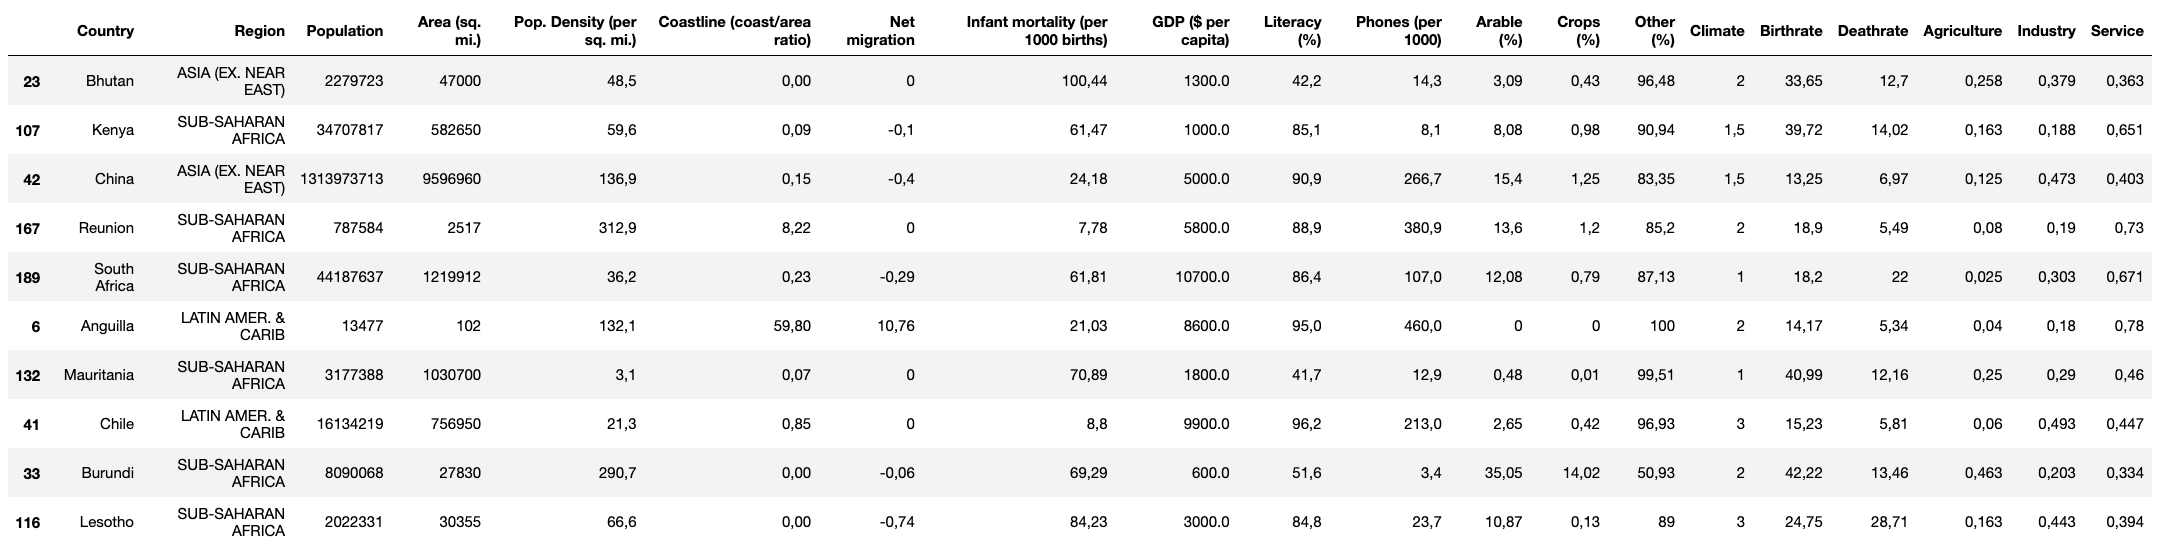 Country Region Population Area (sq. mi.) Pop. Density (per sq. mi.) Coastline (coast/area ratio) Net migration Infant mortality (per 1000 births) GDP ($ per capita) Literacy (%) Phones (per 1000) Arable (%) Crops (%) Other (%) Climate Birthrate Deathrate Agriculture Industry Service
23 Bhutan ASIA (EX. NEAR EAST) 2279723 47000 48,5 0,00 0 100,44 1300.0 42,2 14,3 3,09 0,43 96,48 2 33,65 12,7 0,258 0,379 0,363
107 Kenya SUB-SAHARAN AFRICA 34707817 582650 59,6 0,09 -0,1 61,47 1000.0 85,1 8,1 8,08 0,98 90,94 1,5 39,72 14,02 0,163 0,188 0,651
42 China ASIA (EX. NEAR EAST) 1313973713 9596960 136,9 0,15 -0,4 24,18 5000.0 90,9 266,7 15,4 1,25 83,35 1,5 13,25 6,97 0,125 0,473 0,403
167 Reunion SUB-SAHARAN AFRICA 787584 2517 312,9 8,22 0 7,78 5800.0 88,9 380,9 13,6 1,2 85,2 2 18,9 5,49 0,08 0,19 0,73
189 South Africa SUB-SAHARAN AFRICA 44187637 1219912 36,2 0,23 -0,29 61,81 10700.0 86,4 107,0 12,08 0,79 87,13 1 18,2 22 0,025 0,303 0,671
6 Anguilla LATIN AMER. & CARIB 13477 102 132,1 59,80 10,76 21,03 8600.0 95,0 460,0 0 0 100 2 14,17 5,34 0,04 0,18 0,78
132 Mauritania SUB-SAHARAN AFRICA 3177388 1030700 3,1 0,07 0 70,89 1800.0 41,7 12,9 0,48 0,01 99,51 1 40,99 12,16 0,25 0,29 0,46
41 Chile LATIN AMER. & CARIB 16134219 756950 21,3 0,85 0 8,8 9900.0 96,2 213,0 2,65 0,42 96,93 3 15,23 5,81 0,06 0,493 0,447
33 Burundi SUB-SAHARAN AFRICA 8090068 27830 290,7 0,00 -0,06 69,29 600.0 51,6 3,4 35,05 14,02 50,93 2 42,22 13,46 0,463 0,203 0,334
116 Lesotho SUB-SAHARAN AFRICA 2022331 30355 66,6 0,00 -0,74 84,23 3000.0 84,8 23,7 10,87 0,13 89 3 24,75 28,71 0,163 0,443 0,394